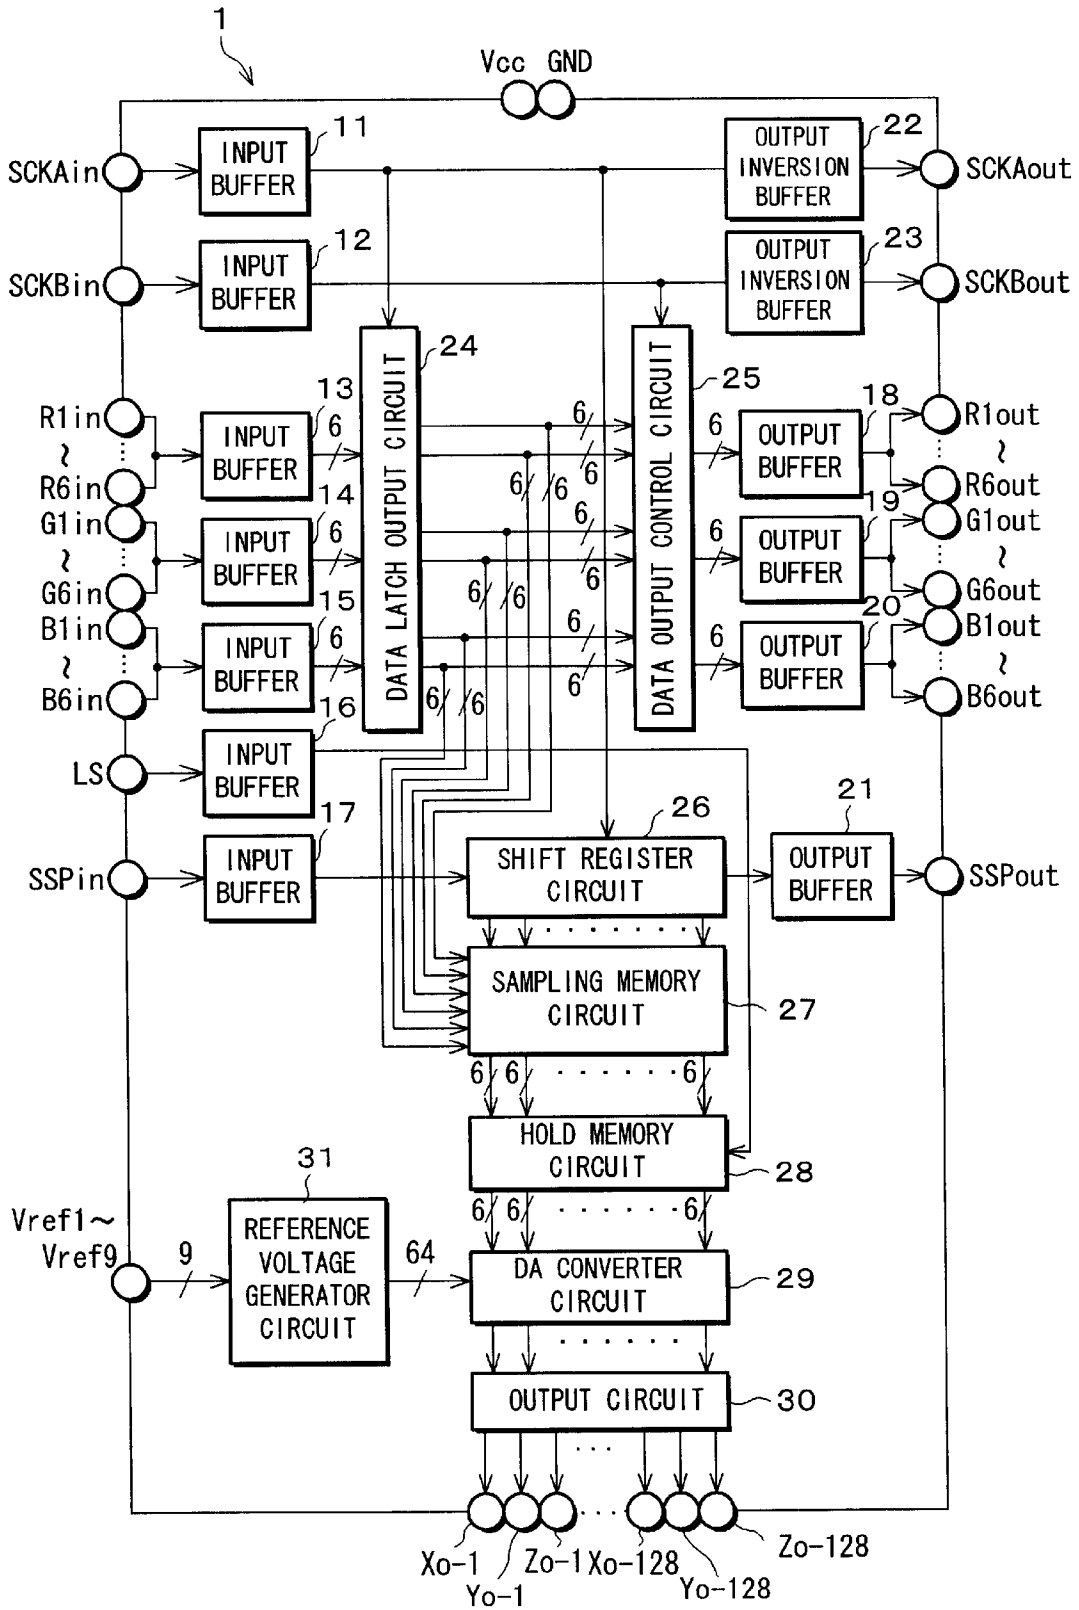 1
Vcc GND
SCKAin
INPUT
BUFFER
11
OUTPUT
INVERSION
BUFFER
22
SCKAout
SCKBin
INPUT
BUFFER
12
OUTPUT
INVERSION
BUFFER
23
SCKBout
DATA LATCH OUTPUT CIRCUIT
24
DATA OUTPUT CONTROL CIRCUIT
25
R1in
~
R6in
INPUT
BUFFER
13
6
6
6
6
6
6
OUTPUT
BUFFER
18
R1out
~
R6out
G1in
~
G6in
INPUT
BUFFER
14
6
6
6
6
6
6
OUTPUT
BUFFER
19
G1out
~
G6out
B1in
~
B6in
INPUT
BUFFER
15
6
6
6
6
6
6
OUTPUT
BUFFER
20
B1out
~
B6out
LS
INPUT
BUFFER
16
SSPin
INPUT
BUFFER
17
SHIFT REGISTER
CIRCUIT
26
OUTPUT
BUFFER
21
SSPout
SAMPLING MEMORY
CIRCUIT
27
6 6 6
HOLD MEMORY
CIRCUIT
28
6 6 6
Vref1~
Vref9
9
REFERENCE
VOLTAGE
GENERATOR
CIRCUIT
31
64
DA CONVERTER
CIRCUIT
29
OUTPUT CIRCUIT
30
Xo-1
Yo-1
Zo-1
Xo-128
Yo-128
Zo-128